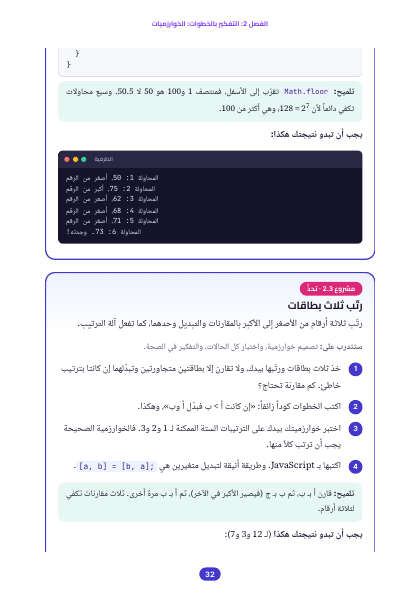 الفصل 2: التفكير بالخطوات: الخوارزميات
}
}
تلميح: Math.floor تقرّب إلى الأسفل، فمنتصف 1 و100 هو 50 لا 50.5. وسبع محاولات
تكفي دائماً لأن 2⁷ = 128، وهي أكثر من 100.
يجب أن تبدو نتيجتك هكذا:
الطرفية
المحاولة 1: 50، أصغر من الرقم
المحاولة 2: 75، أكبر من الرقم
المحاولة 3: 62، أصغر من الرقم
المحاولة 4: 68، أصغر من الرقم
المحاولة 5: 71، أصغر من الرقم
المحاولة 6: 73. وجدته!
مشروع 2.3 · تحدٍّ
رتّب ثلاث بطاقات
رتّب ثلاثة أرقام من الأصغر إلى الأكبر بالمقارنات والتبديل وحدهما، كما تفعل آلة الترتيب.
ستتدرب على: تصميم خوارزمية، واختبار كل الحالات، والتفكير في الصحة.
1 خذ ثلاث بطاقات ورتّبها بيدك، ولا تقارن إلا بطاقتين متجاورتين وتبدّلهما إن كانتا بترتيب
خاطئ. كم مقارنة تحتاج؟
2 اكتب الخطوات كوداً زائفاً: «إن كانت أ > ب فبدّل أ وب»، وهكذا.
3 اختبر خوارزميتك بيدك على الترتيبات الستة الممكنة لـ 1 و2 و3. فالخوارزمية الصحيحة
يجب أن ترتب كلاً منها.
4 اكتبها بـ JavaScript. وطريقة أنيقة لتبديل متغيرين هي [a, b] = [b, a]; .
تلميح: قارن أ بـ ب، ثم ب بـ ج (فيصير الأكبر في الآخر)، ثم أ بـ ب مرة أخرى. ثلاث مقارنات تكفي
لثلاثة أرقام.
يجب أن تبدو نتيجتك هكذا (لـ 12 و3 و7):
32